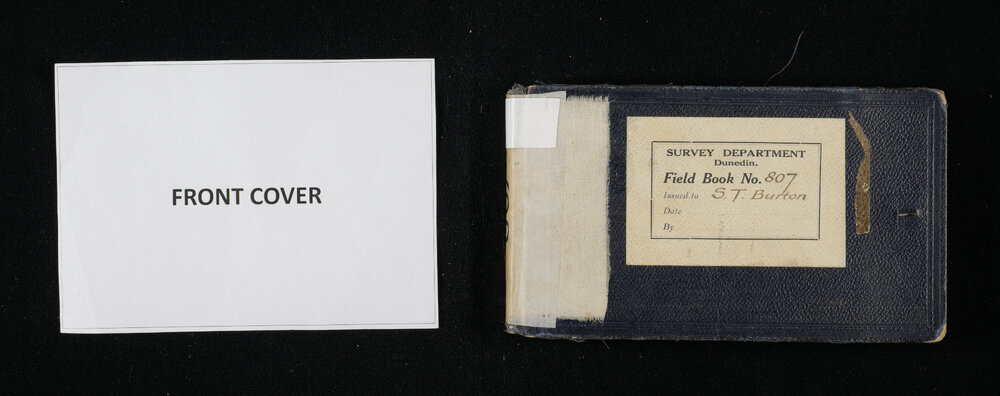 FRONT COVER
SURVEY DEPARTMENT
Dunedin.
Field Book No. 807
Issued to S. T. Burton
Date
By